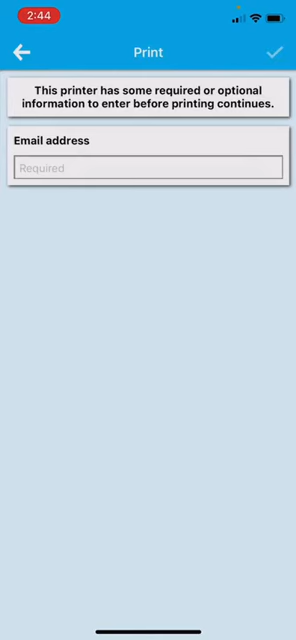 2:44
Print
This printer has some required or optional
information to enter before printing continues.
Email address
Required